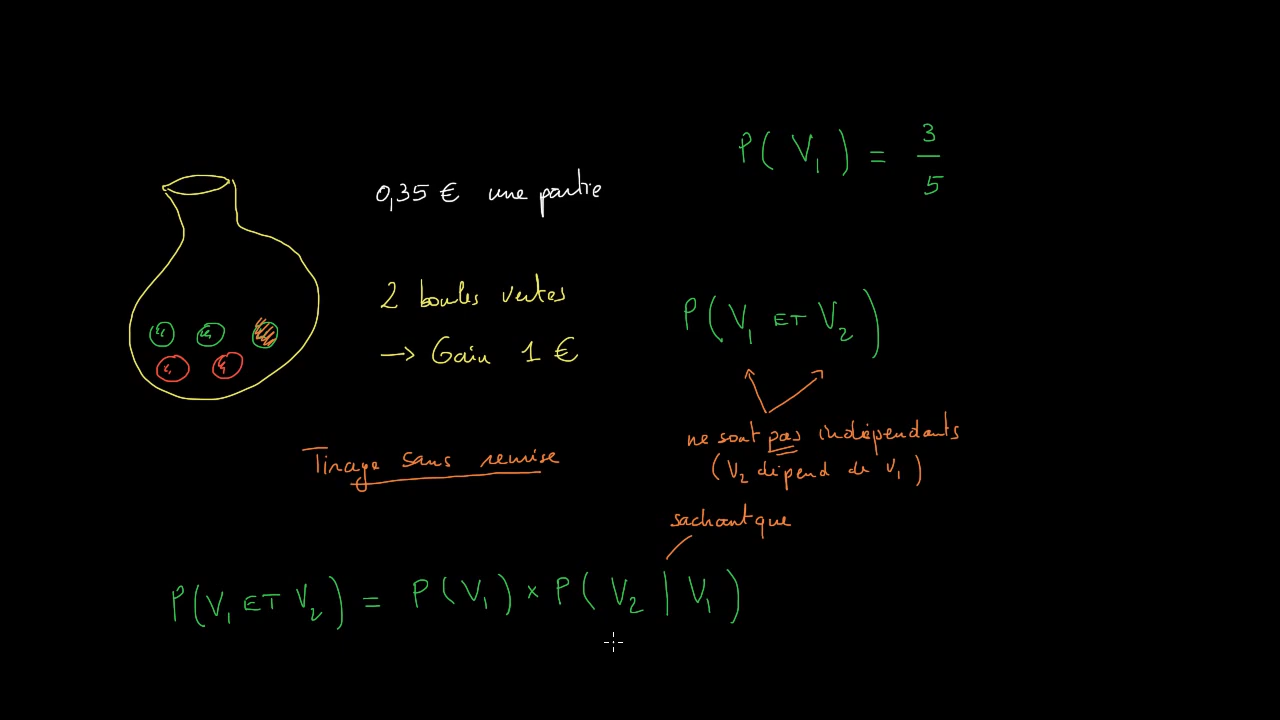 0,35 € une partie
2 boules vertes
→ Gain 1 €
Tirage sans remise
P( V₁ ) = 3/5
P( V₁ ET V₂ )
ne sont pas indépendants
( V₂ dépend de V₁ )
sachant que
P( V₁ ET V₂ ) = P( V₁ ) × P( V₂ | V₁ )